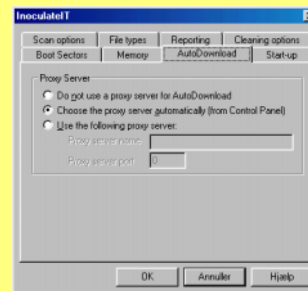 InoculateIT
Scan options File types Reporting Cleaning options
Boot Sectors Memory AutoDownload Start-up
Proxy Server
Do not use a proxy server for AutoDownload
Choose the proxy server automatically (from Control Panel)
Use the following proxy server:
Proxy server name:
Proxy server port: 0
OK Annuller Hjælp